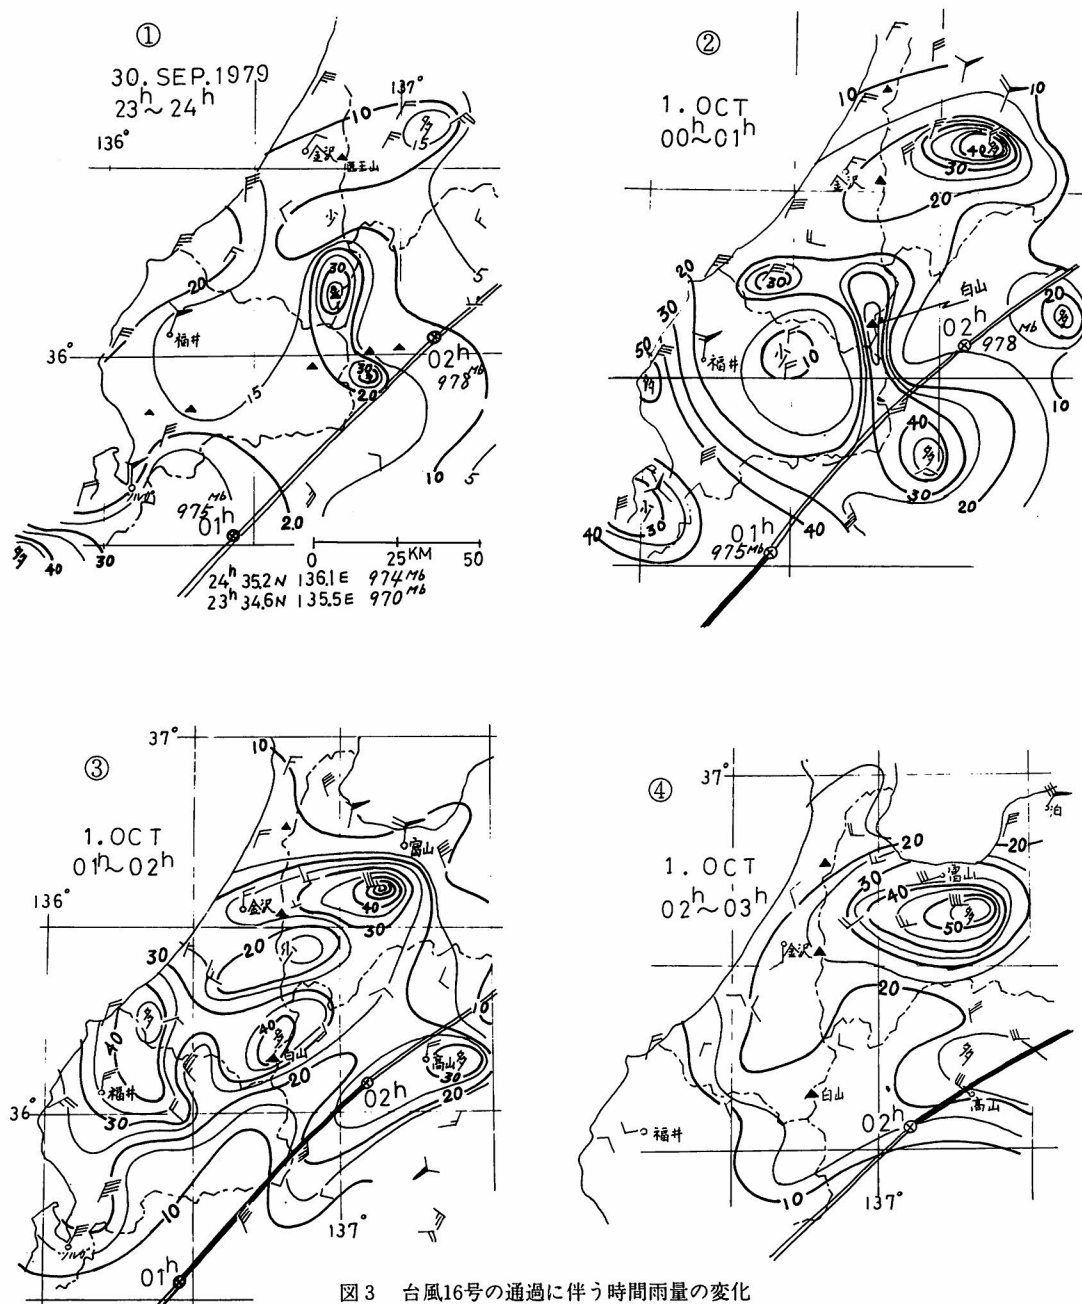 ①
30. SEP. 1979
23h~24h
136°
137°
10
多
15
金沢
医王山
少
20
30
多
5
福井
36°
15
02h
978Mb
30
20
10
5
ツルガ
975Mb
01h
20
30
40
多
0 25KM 50
24h 35.2N 136.1E 974Mb
23h 34.6N 135.5E 970Mb
②
1. OCT
00h~01h
10
10
40
多
30
金沢
20
20
30
30
50
白山
02h
978Mb
20
多
福井
少
10
多
10
40
多
30
20
少
30
40
01h
975Mb
40
③
1. OCT
01h~02h
37°
10
富山
136°
金沢
40
30
20
少
30
多
40
40
多
白山
10
高山
多
30
20
福井
36°
30
20
02h
10
ツルガ
137°
01h
④
1. OCT
02h~03h
37°
泊
20
20
30
40
富山
50
多
金沢
40
20
多
白山
高山
02h
福井
10
137°
図3 台風16号の通過に伴う時間雨量の変化